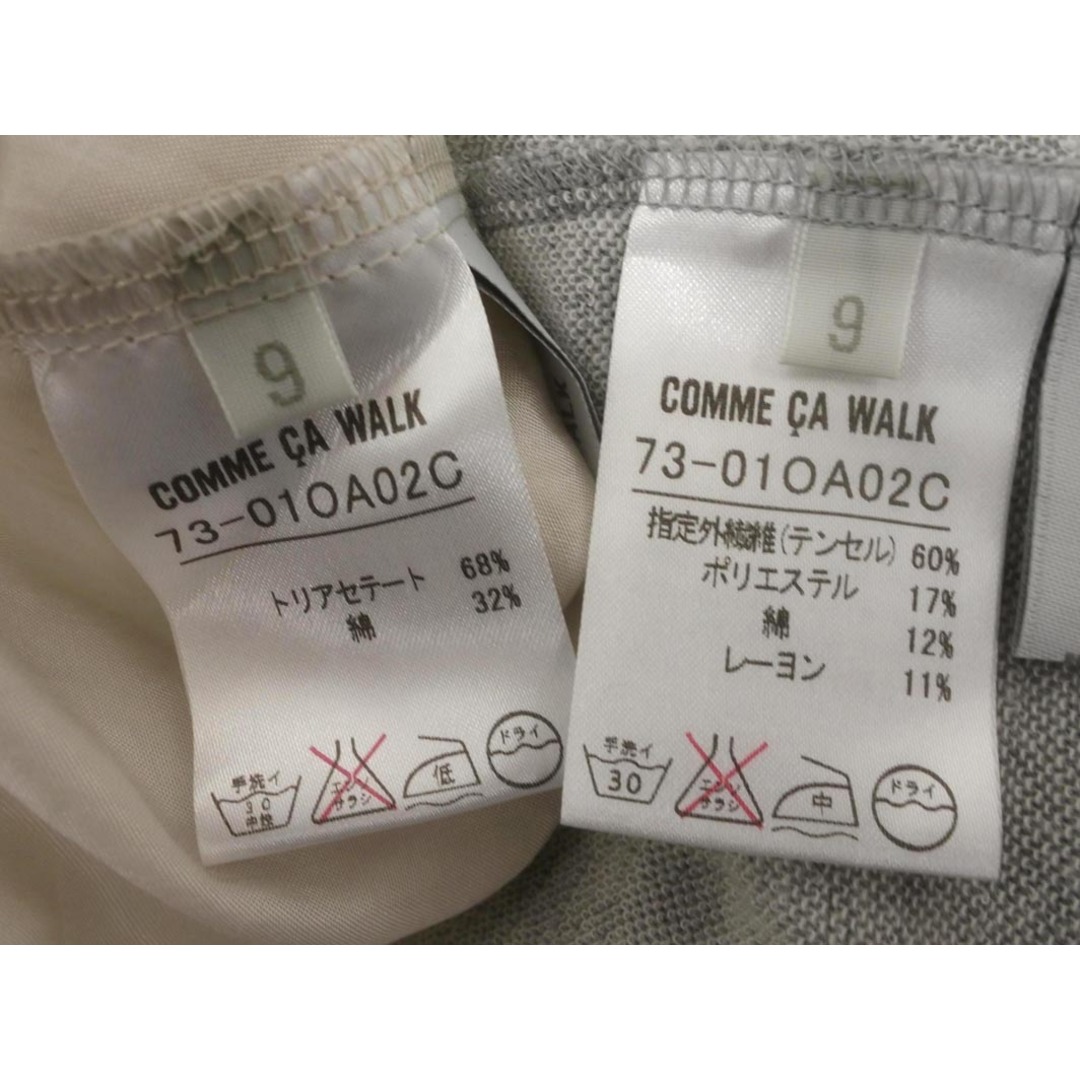 9
COMME ÇA WALK
73-01OA02C
トリアセテート 68%
綿 32%
手洗イ
30
中性
エンソ
サラシ
低
ドライ
9
COMME ÇA WALK
73-01OA02C
指定外繊維(テンセル) 60%
ポリエステル 17%
綿 12%
レーヨン 11%
手洗イ
30
エンソ
サラシ
中
ドライ